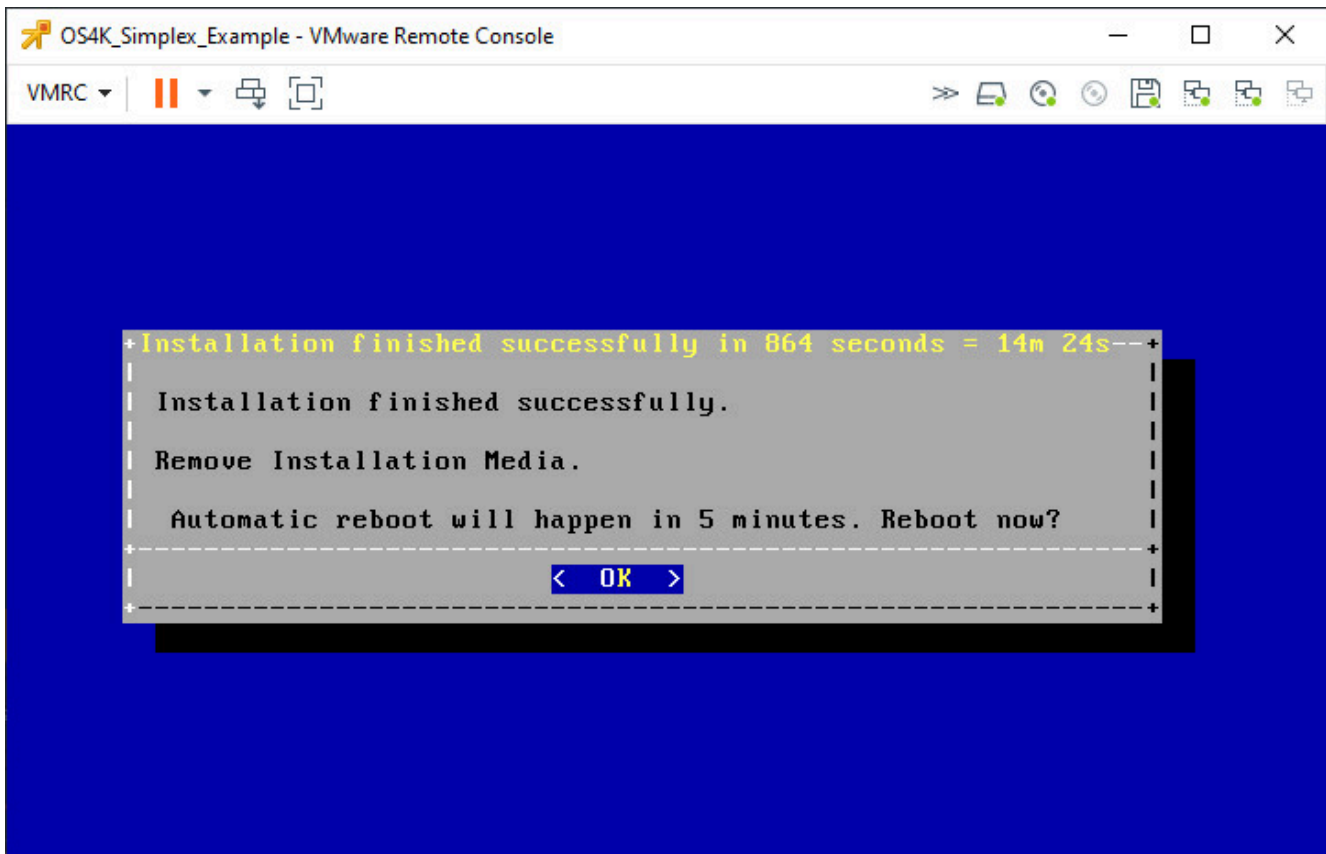 OS4K_Simplex_Example - VMware Remote Console
VMRC
Installation finished successfully in 864 seconds = 14m 24s
Installation finished successfully.
Remove Installation Media.
Automatic reboot will happen in 5 minutes. Reboot now?
< OK >